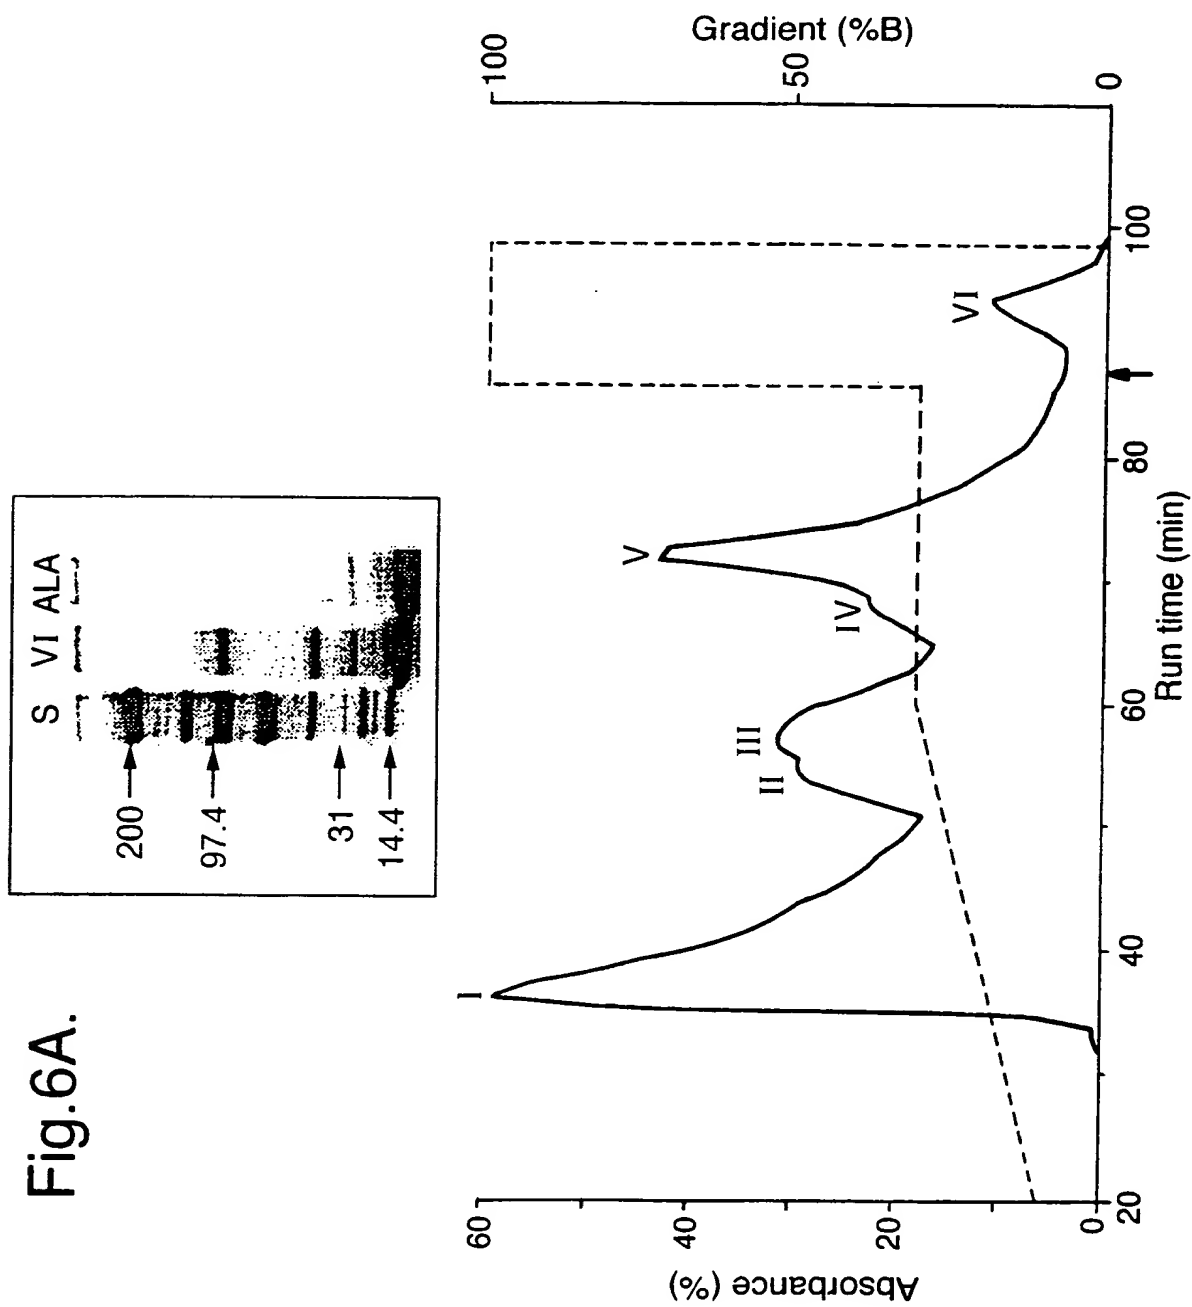 Fig.6A.
S VI ALA
200
97.4
31
14.4
Absorbance (%)
60
40
20
0
I
II
III
IV
V
VI
Gradient (%B)
100
50
0
20
40
60
80
100
Run time (min)